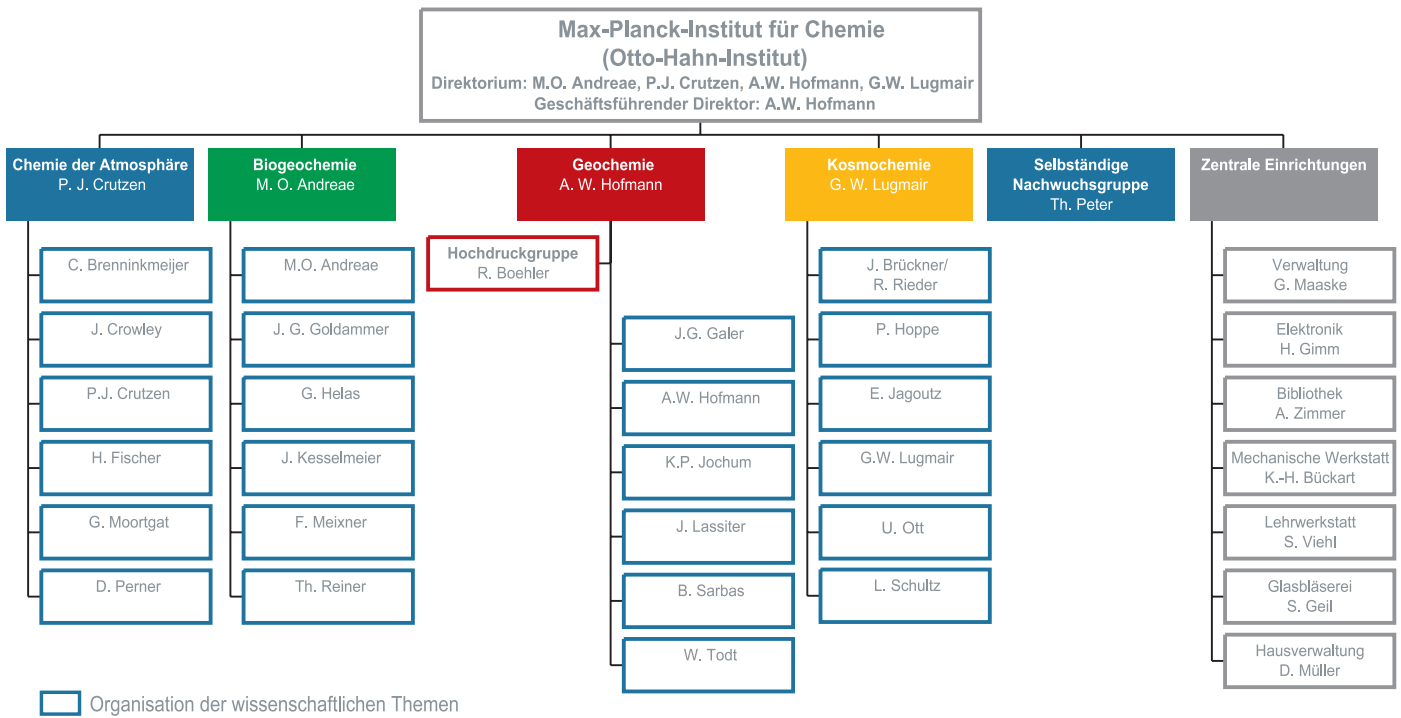 Max-Planck-Institut für Chemie
(Otto-Hahn-Institut)
Direktorium: M.O. Andreae, P.J. Crutzen, A.W. Hofmann, G.W. Lugmair
Geschäftsführender Direktor: A.W. Hofmann
Chemie der Atmosphäre
P. J. Crutzen
C. Brenninkmeijer
J. Crowley
P.J. Crutzen
H. Fischer
G. Moortgat
D. Perner
Biogeochemie
M. O. Andreae
M.O. Andreae
J. G. Goldammer
G. Helas
J. Kesselmeier
F. Meixner
Th. Reiner
Geochemie
A. W. Hofmann
Hochdruckgruppe
R. Boehler
J.G. Galer
A.W. Hofmann
K.P. Jochum
J. Lassiter
B. Sarbas
W. Todt
Kosmochemie
G. W. Lugmair
J. Brückner/
R. Rieder
P. Hoppe
E. Jagoutz
G.W. Lugmair
U. Ott
L. Schultz
Selbständige
Nachwuchsgruppe
Th. Peter
Zentrale Einrichtungen
Verwaltung
G. Maaske
Elektronik
H. Gimm
Bibliothek
A. Zimmer
Mechanische Werkstatt
K.-H. Bückart
Lehrwerkstatt
S. Viehl
Glasbläserei
S. Geil
Hausverwaltung
D. Müller
Organisation der wissenschaftlichen Themen